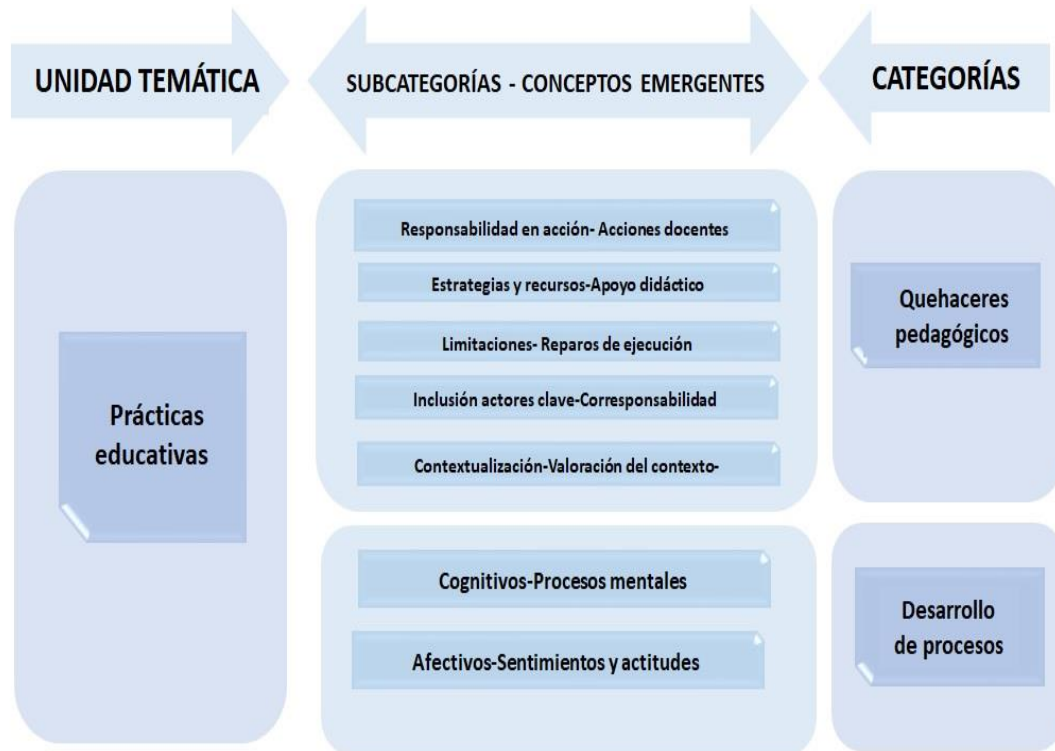 UNIDAD TEMÁTICA
SUBCATEGORÍAS - CONCEPTOS EMERGENTES
CATEGORÍAS
Prácticas
educativas
Responsabilidad en acción- Acciones docentes
Estrategias y recursos-Apoyo didáctico
Limitaciones- Reparos de ejecución
Inclusión actores clave-Corresponsabilidad
Contextualización-Valoración del contexto-
Quehaceres
pedagógicos
Cognitivos-Procesos mentales
Afectivos-Sentimientos y actitudes
Desarrollo
de procesos